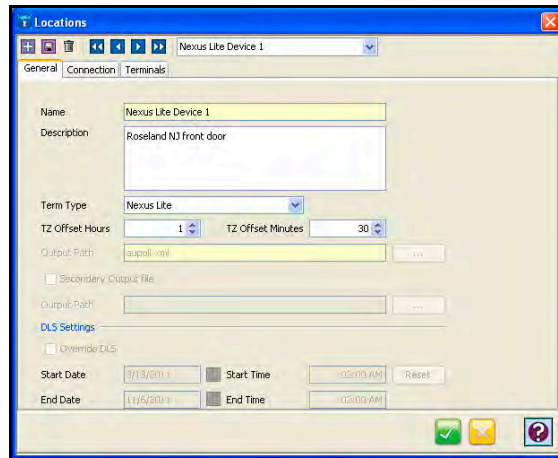 Locations
Nexus Lite Device 1
General Connection Terminals
Name Nexus Lite Device 1
Description Roseland NJ front door
Term Type Nexus Lite
TZ Offset Hours 1 TZ Offset Minutes 30
Output Path aupoll.xml ...
Secondary Output file
Output Path ...
DLS Settings
Override DLS
Start Date 3/13/2011 Start Time 02:00 AM Reset
End Date 11/6/2011 End Time 02:00 AM